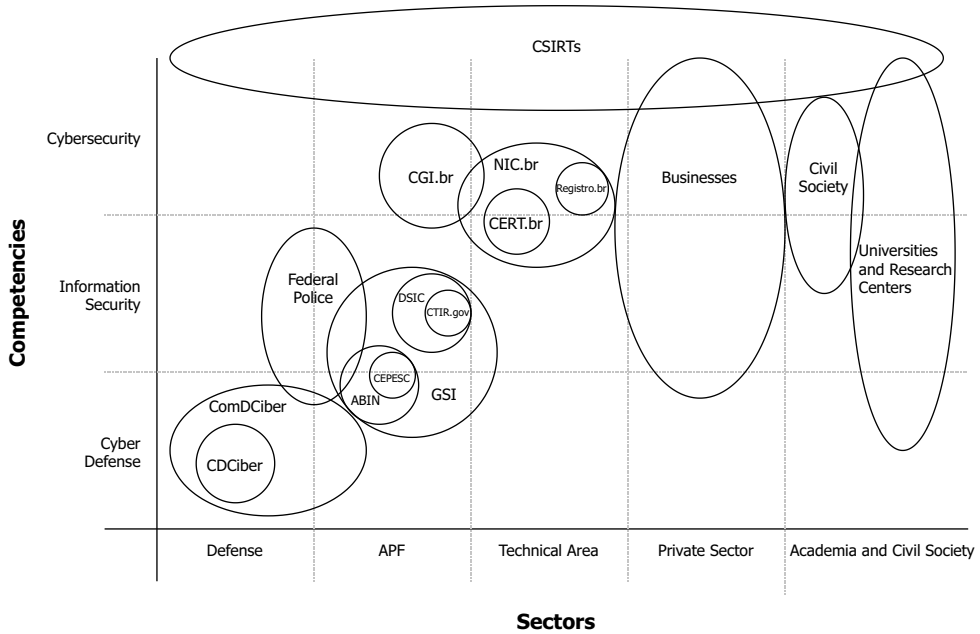 CSIRTs
Cybersecurity
CGI.br
NIC.br
Registro.br
CERT.br
Businesses
Civil
Society
Universities
and Research
Centers
Competencies
Information
Security
Federal
Police
DSIC
CTIR.gov
CEPESC
ABIN
GSI
Cyber
Defense
ComDCiber
CDCiber
Defense
APF
Technical Area
Private Sector
Academia and Civil Society
Sectors